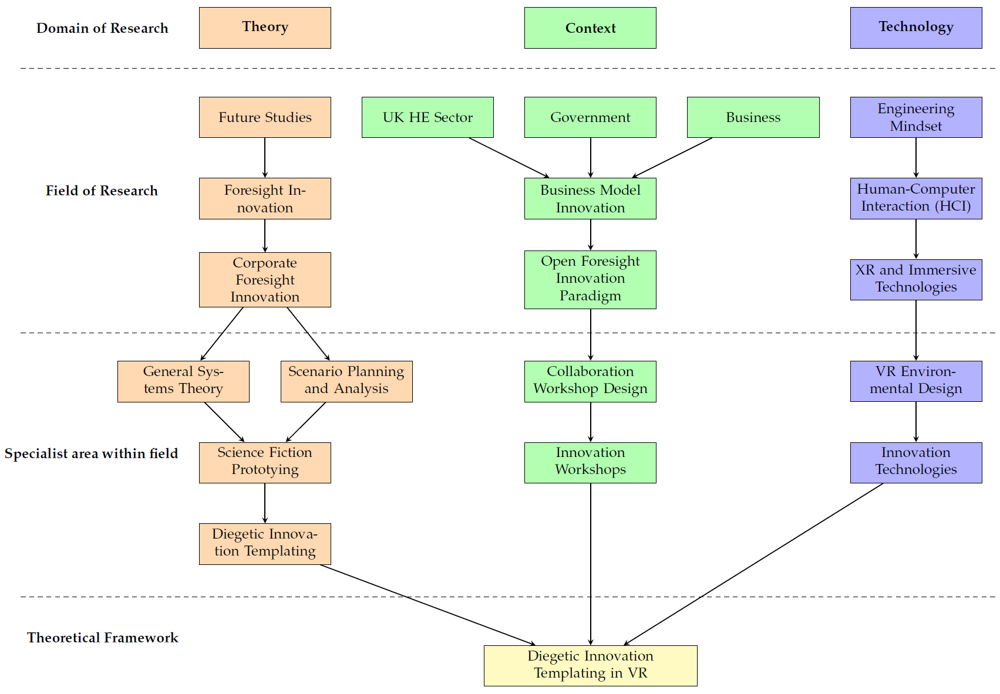 Domain of Research
Theory
Context
Technology
Future Studies
UK HE Sector
Government
Business
Engineering
Mindset
Field of Research
Foresight In-
novation
Business Model
Innovation
Human-Computer
Interaction (HCI)
Corporate
Foresight
Innovation
Open Foresight
Innovation
Paradigm
XR and Immersive
Technologies
General Sys-
tems Theory
Scenario Planning
and Analysis
Collaboration
Workshop Design
VR Environ-
mental Design
Specialist area within field
Science Fiction
Prototying
Innovation
Workshops
Innovation
Technologies
Diegetic Innova-
tion Templating
Theoretical Framework
Diegetic Innovation
Templating in VR